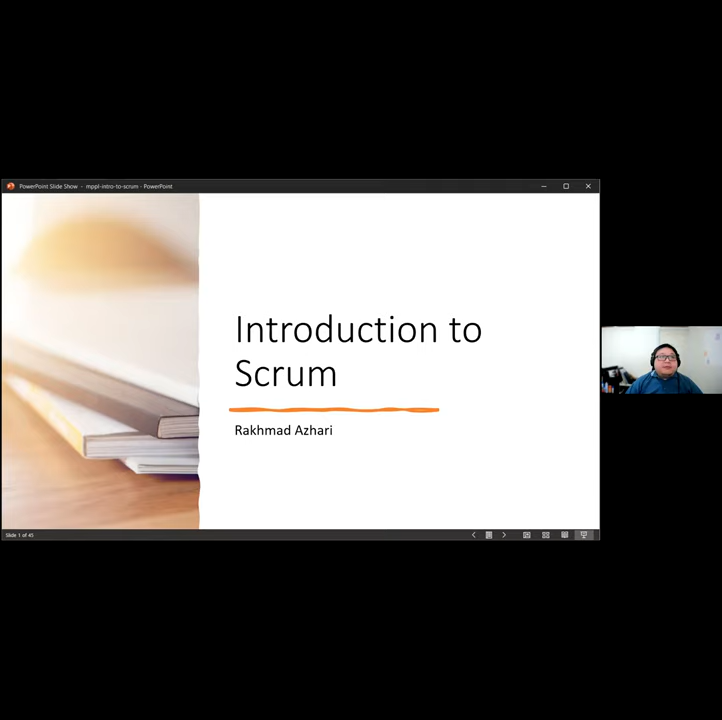 PowerPoint Slide Show - mppl-intro-to-scrum - PowerPoint
Introduction to
Scrum
Rakhmad Azhari
Slide 1 of 45